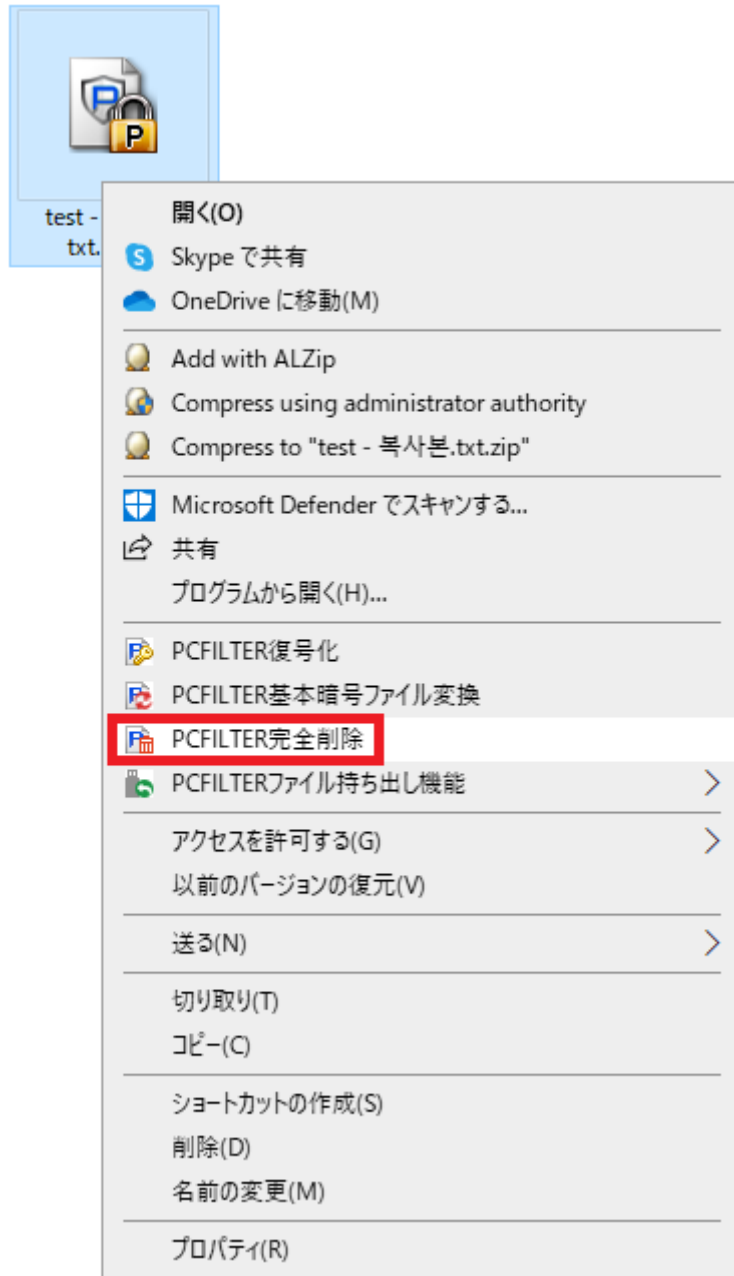 P
P
test -
txt.
開く(O)
Skype で共有
OneDrive に移動(M)
Add with ALZip
Compress using administrator authority
Compress to "test - 복사본.txt.zip"
Microsoft Defender でスキャンする...
共有
プログラムから開く(H)...
PCFILTER復号化
PCFILTER基本暗号ファイル変換
PCFILTER完全削除
PCFILTERファイル持ち出し機能
アクセスを許可する(G)
以前のバージョンの復元(V)
送る(N)
切り取り(T)
コピー(C)
ショートカットの作成(S)
削除(D)
名前の変更(M)
プロパティ(R)